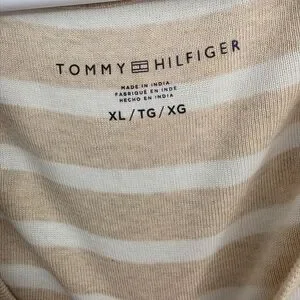 TOMMY HILFIGER
MADE IN INDIA
FABRIQUÉ EN INDE
HECHO EN INDIA
XL / TG / XG